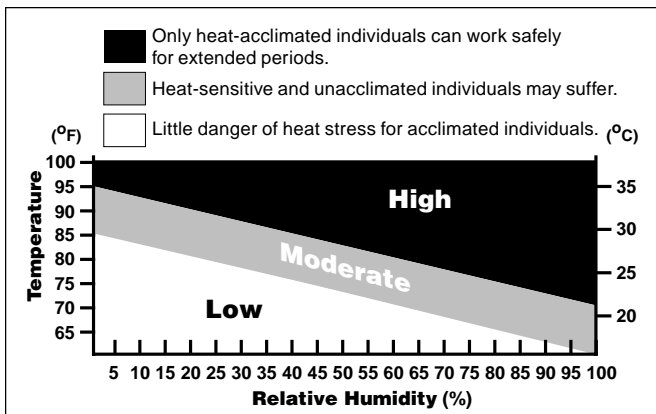 Only heat-acclimated individuals can work safely
for extended periods.
Heat-sensitive and unacclimated individuals may suffer.
Little danger of heat stress for acclimated individuals.
(°F)
(°C)
100
95
90
85
80
75
70
65
Temperature
High
Moderate
Low
35
30
25
20
5 10 15 20 25 30 35 40 45 50 55 60 65 70 75 80 85 90 95 100
Relative Humidity (%)